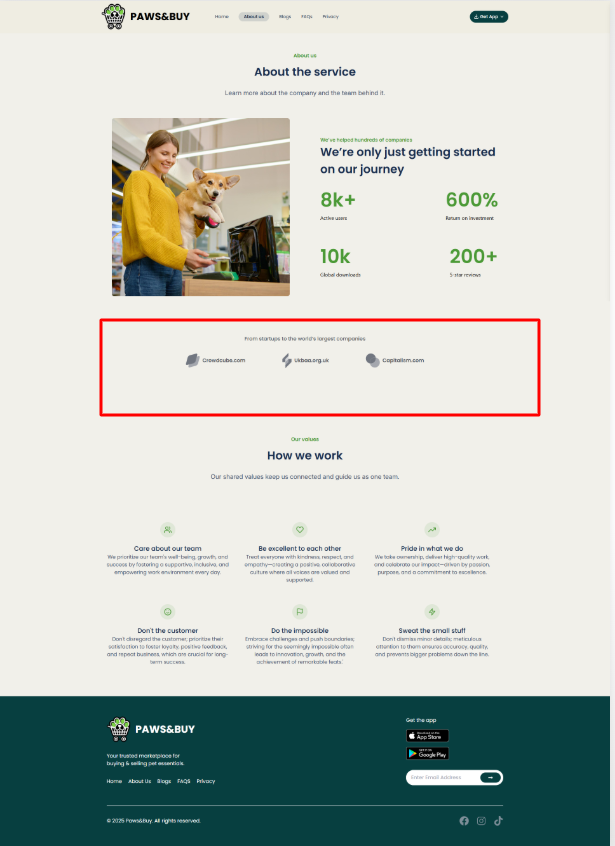 PAWS&BUY
Home About us Blogs FAQs Privacy
Get App
About us
About the service
Learn more about the company and the team behind it.
We've helped hundreds of companies
We're only just getting started
on our journey
8k+ 600%
Active users Return on investment
10k 200+
Global downloads 5-star reviews
From startups to the world's largest companies
Crowdcube.com Ukbaa.org.uk Capitalism.com
Our values
How we work
Our shared values keep us connected and guide us as one team.
Care about our team
We prioritize our team's well-being, growth, and
success by fostering a supportive, inclusive, and
empowering work environment every day.
Be excellent to each other
Treat everyone with kindness, respect, and
empathy—creating a positive, collaborative
culture where all voices are valued and
supported.
Pride in what we do
We take ownership, deliver high-quality work,
and celebrate our impact—driven by passion,
purpose, and a commitment to excellence.
Don't the customer
Don't disregard the customer, prioritize their
satisfaction to foster loyalty, positive feedback,
and repeat business, which are crucial for long-
term success.
Do the impossible
Embrace challenges and push boundaries,
striving for the seemingly impossible often
leads to innovation, growth, and the
achievement of remarkable feats.
Sweat the small stuff
Don't dismiss minor details; meticulous
attention to them ensures accuracy, quality,
and prevents bigger problems down the line.
PAWS&BUY
Your trusted marketplace for
buying & selling pet essentials.
Home About Us Blogs FAQS Privacy
Get the app
App Store
Google Play
Enter Email Address
© 2025 Paws&Buy. All rights reserved.